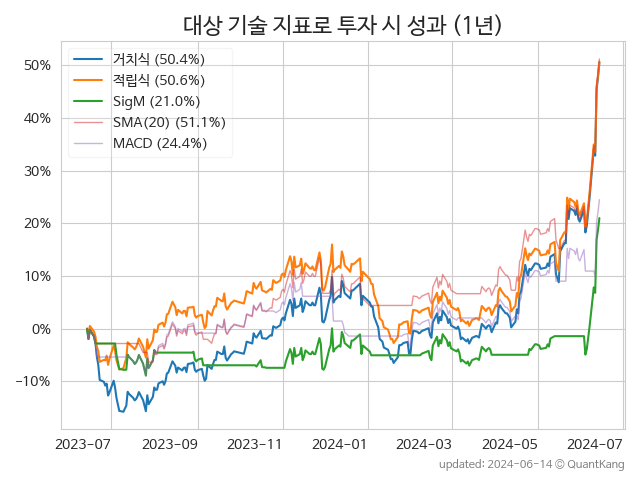 대상 기술 지표로 투자 시 성과 (1년)
거치식 (50.4%)
적립식 (50.6%)
SigM (21.0%)
SMA(20) (51.1%)
MACD (24.4%)
50%
40%
30%
20%
10%
0%
−10%
2023-07 2023-09 2023-11 2024-01 2024-03 2024-05 2024-07
updated: 2024-06-14 © QuantKang